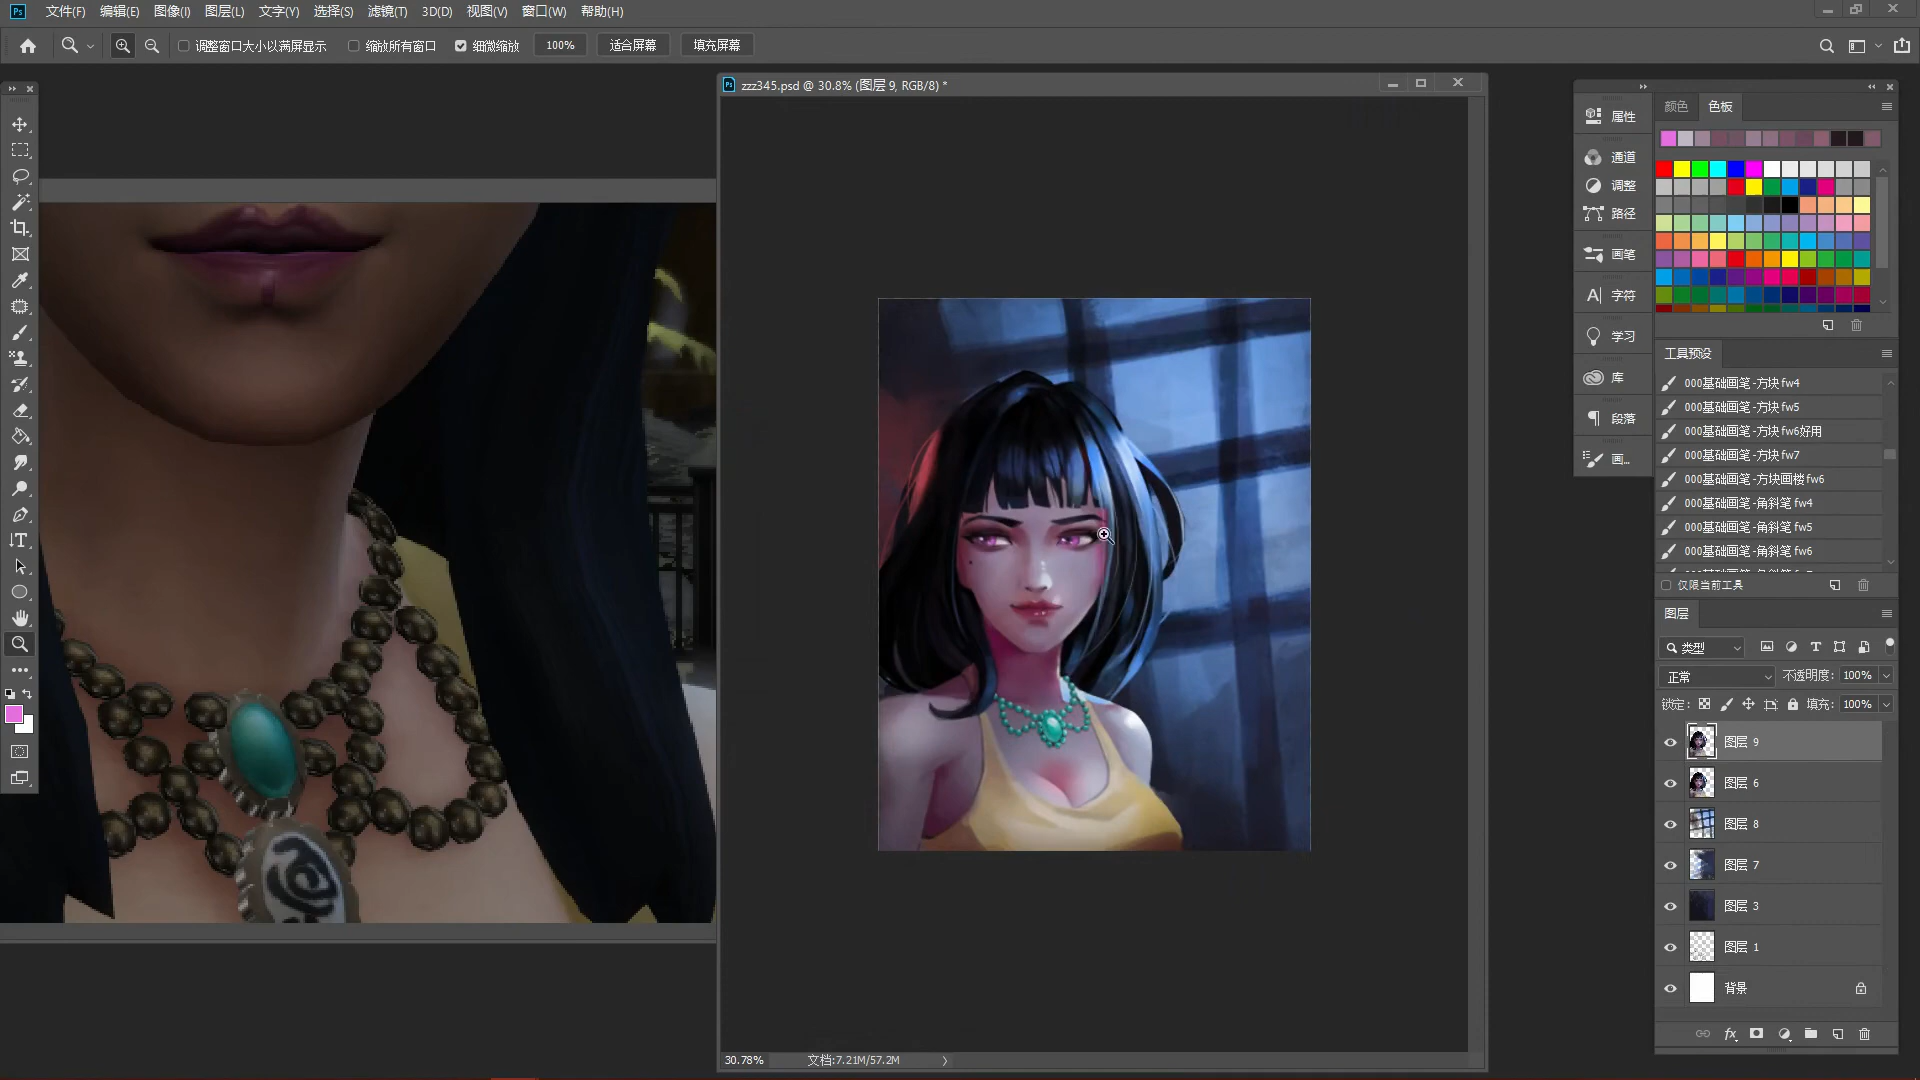 Ps 文件(F) 编辑(E) 图像(I) 图层(L) 文字(Y) 选择(S) 滤镜(T) 3D(D) 视图(V) 窗口(W) 帮助(H)
调整窗口大小以满屏显示 缩放所有窗口 细微缩放 100% 适合屏幕 填充屏幕
Ps zzz345.psd @ 30.8% (图层 9, RGB/8) *
30.78% 文档:7.21M/57.2M
属性
通道
调整
路径
画笔
字符
学习
库
段落
画...
颜色 色板
工具预设
000基础画笔-方块fw4
000基础画笔-方块fw5
000基础画笔-方块fw6好用
000基础画笔-方块fw7
000基础画笔-方块画楼fw6
000基础画笔-角斜笔fw4
000基础画笔-角斜笔fw5
000基础画笔-角斜笔fw6
仅限当前工具
图层
类型
正常 不透明度: 100%
锁定: 填充: 100%
图层 9
图层 6
图层 8
图层 7
图层 3
图层 1
背景
fx